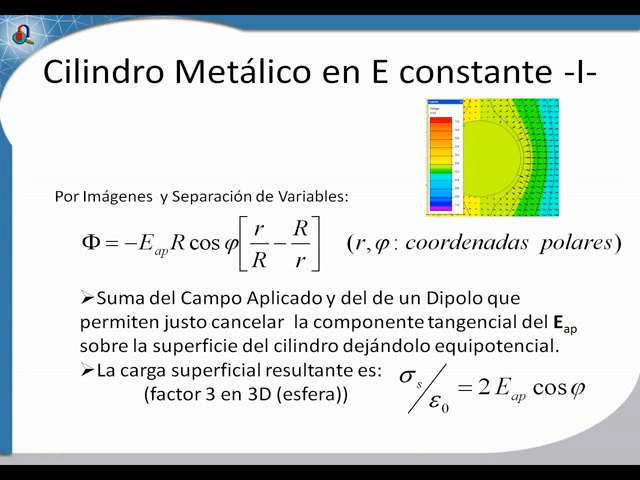 Cilindro Metálico en E constante -I-
Por Imágenes y Separación de Variables:
Φ = −E_ap R cos φ [ r/R − R/r ] (r, φ : coordenadas polares)
➢Suma del Campo Aplicado y del de un Dipolo que
permiten justo cancelar la componente tangencial del E_ap
sobre la superficie del cilindro dejándolo equipotencial.
➢La carga superficial resultante es:
(factor 3 en 3D (esfera))
σ_s/ε_0 = 2 E_ap cos φ